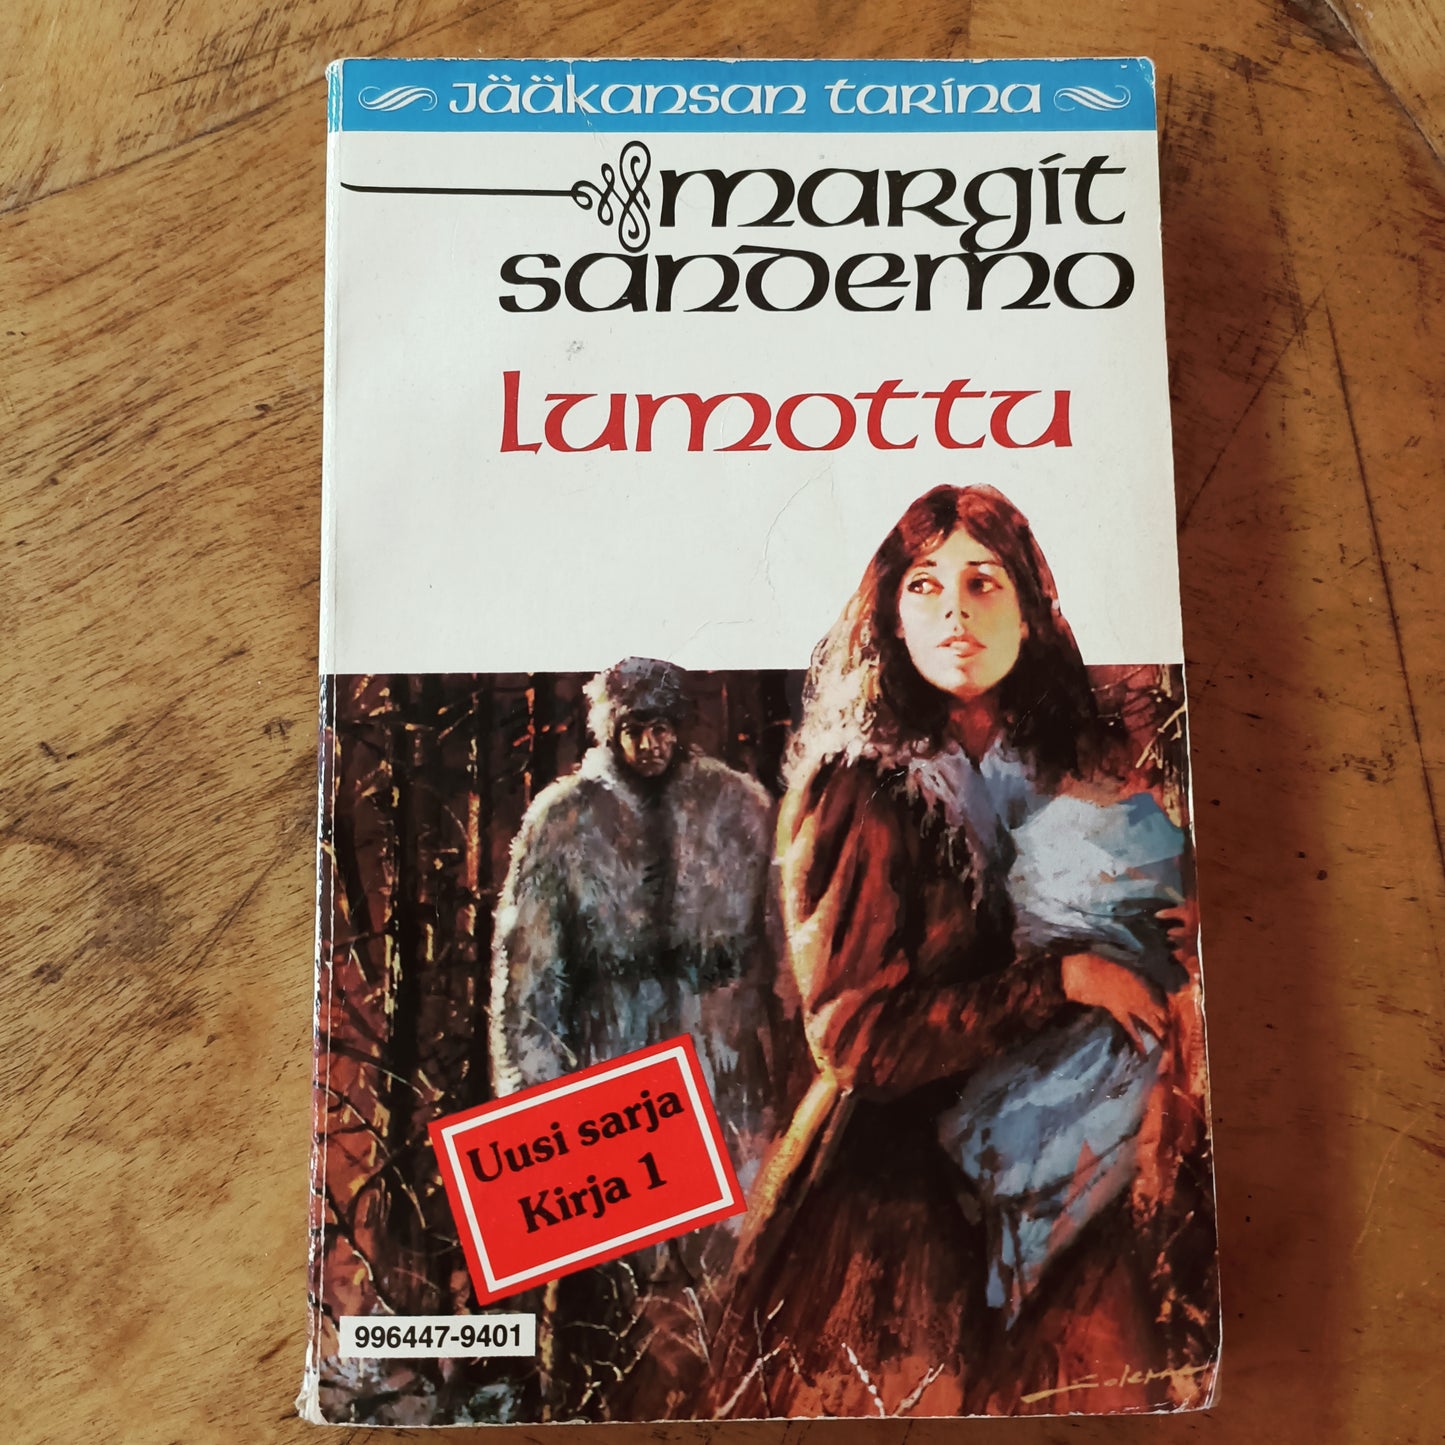 Jääkansan tarina
margit
sandemo
Lumottu
Uusi sarja
Kirja 1
996447-9401